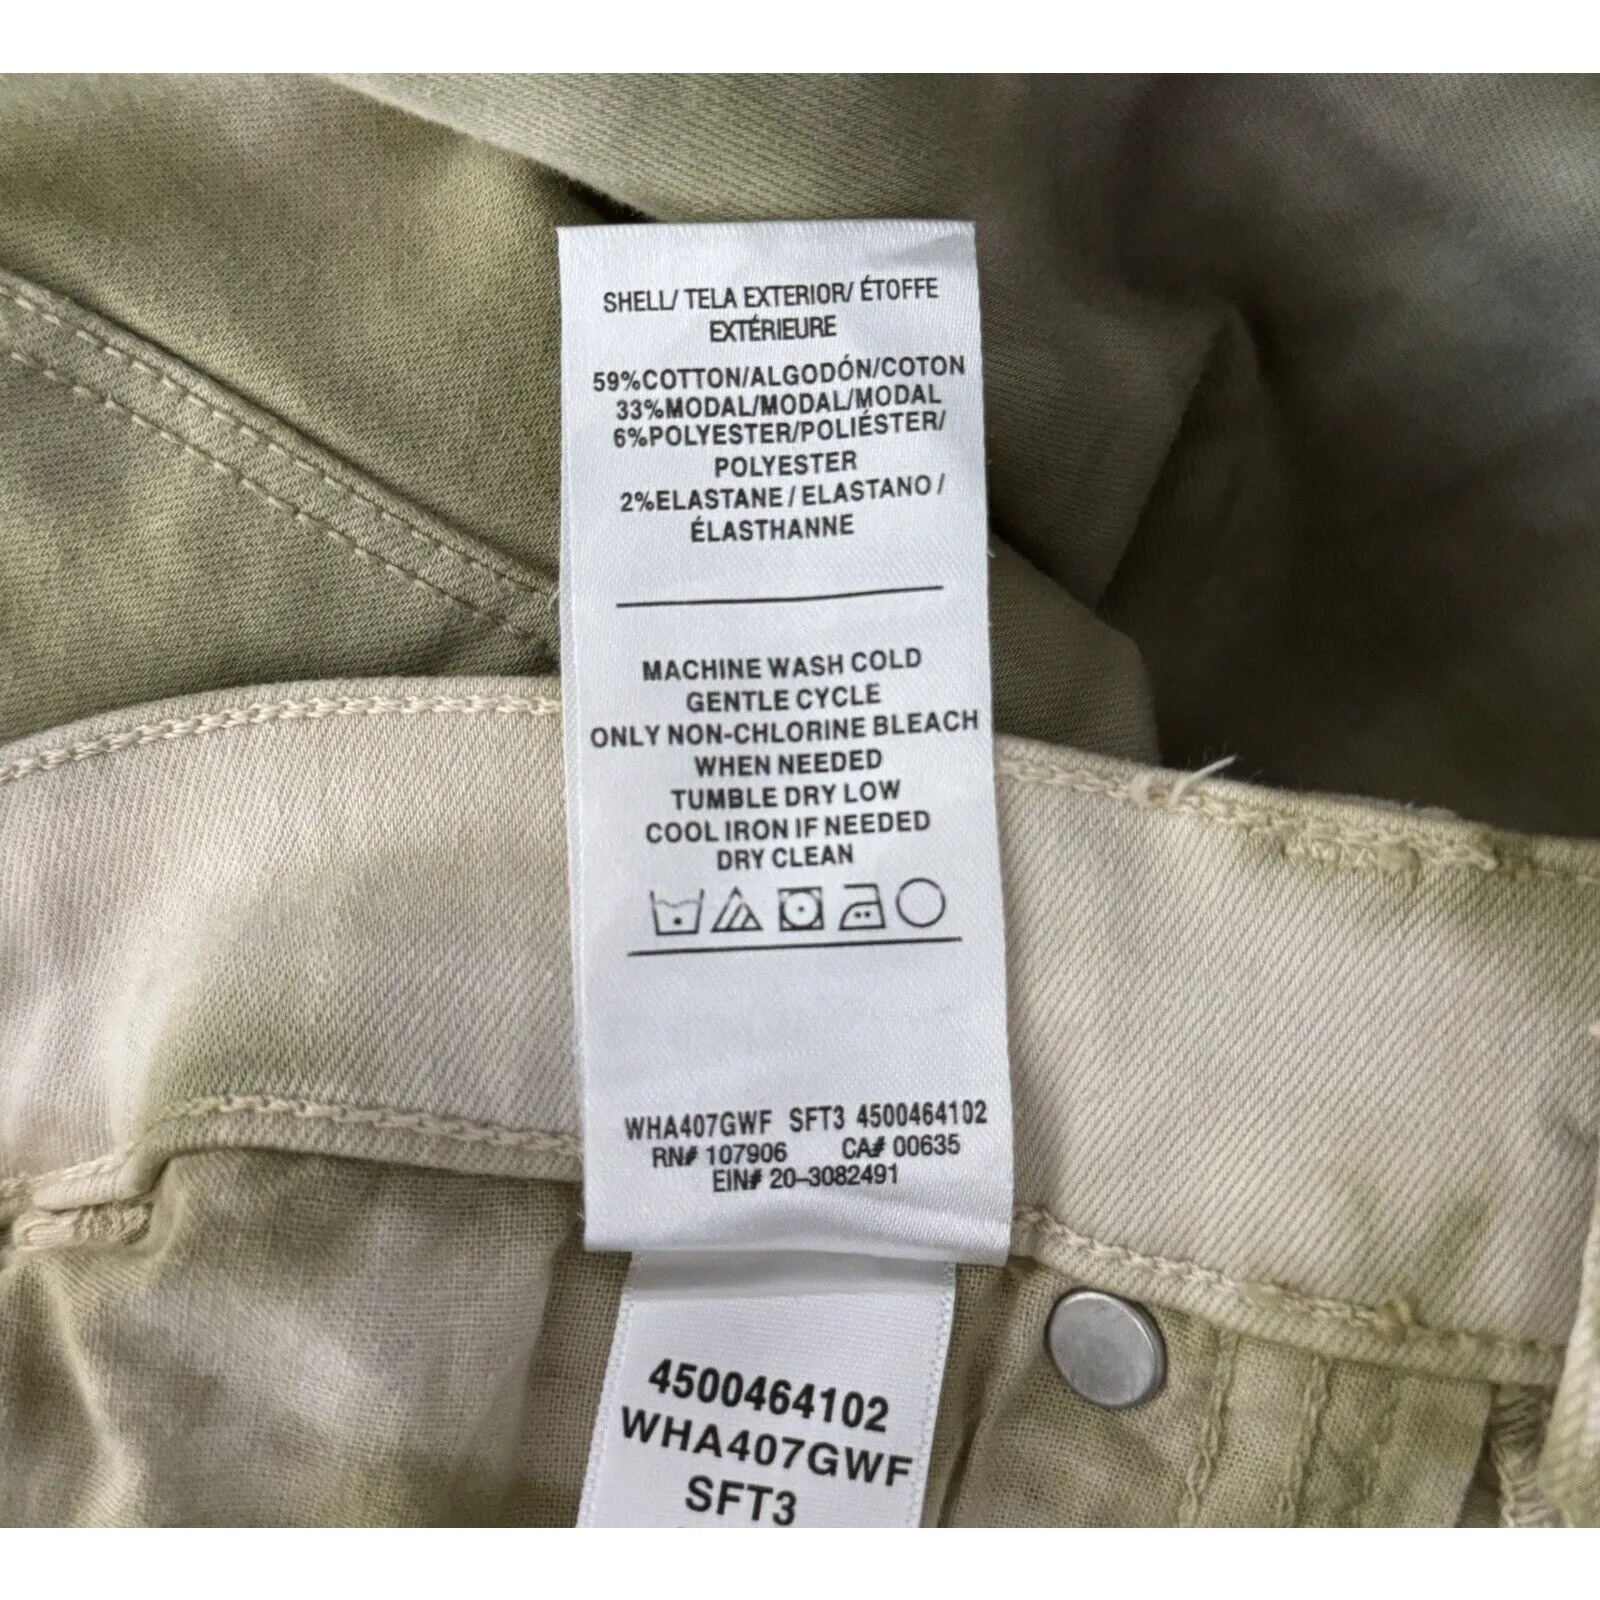 SHELL/ TELA EXTERIOR/ ÉTOFFE
EXTÉRIEURE
59%COTTON/ALGODÓN/COTON
33%MODAL/MODAL/MODAL
6%POLYESTER/POLIÉSTER/
POLYESTER
2%ELASTANE / ELASTANO /
ÉLASTHANNE
MACHINE WASH COLD
GENTLE CYCLE
ONLY NON-CHLORINE BLEACH
WHEN NEEDED
TUMBLE DRY LOW
COOL IRON IF NEEDED
DRY CLEAN
WHA407GWF SFT3 4500464102
RN# 107906 CA# 00635
EIN# 20-3082491
4500464102
WHA407GWF
SFT3